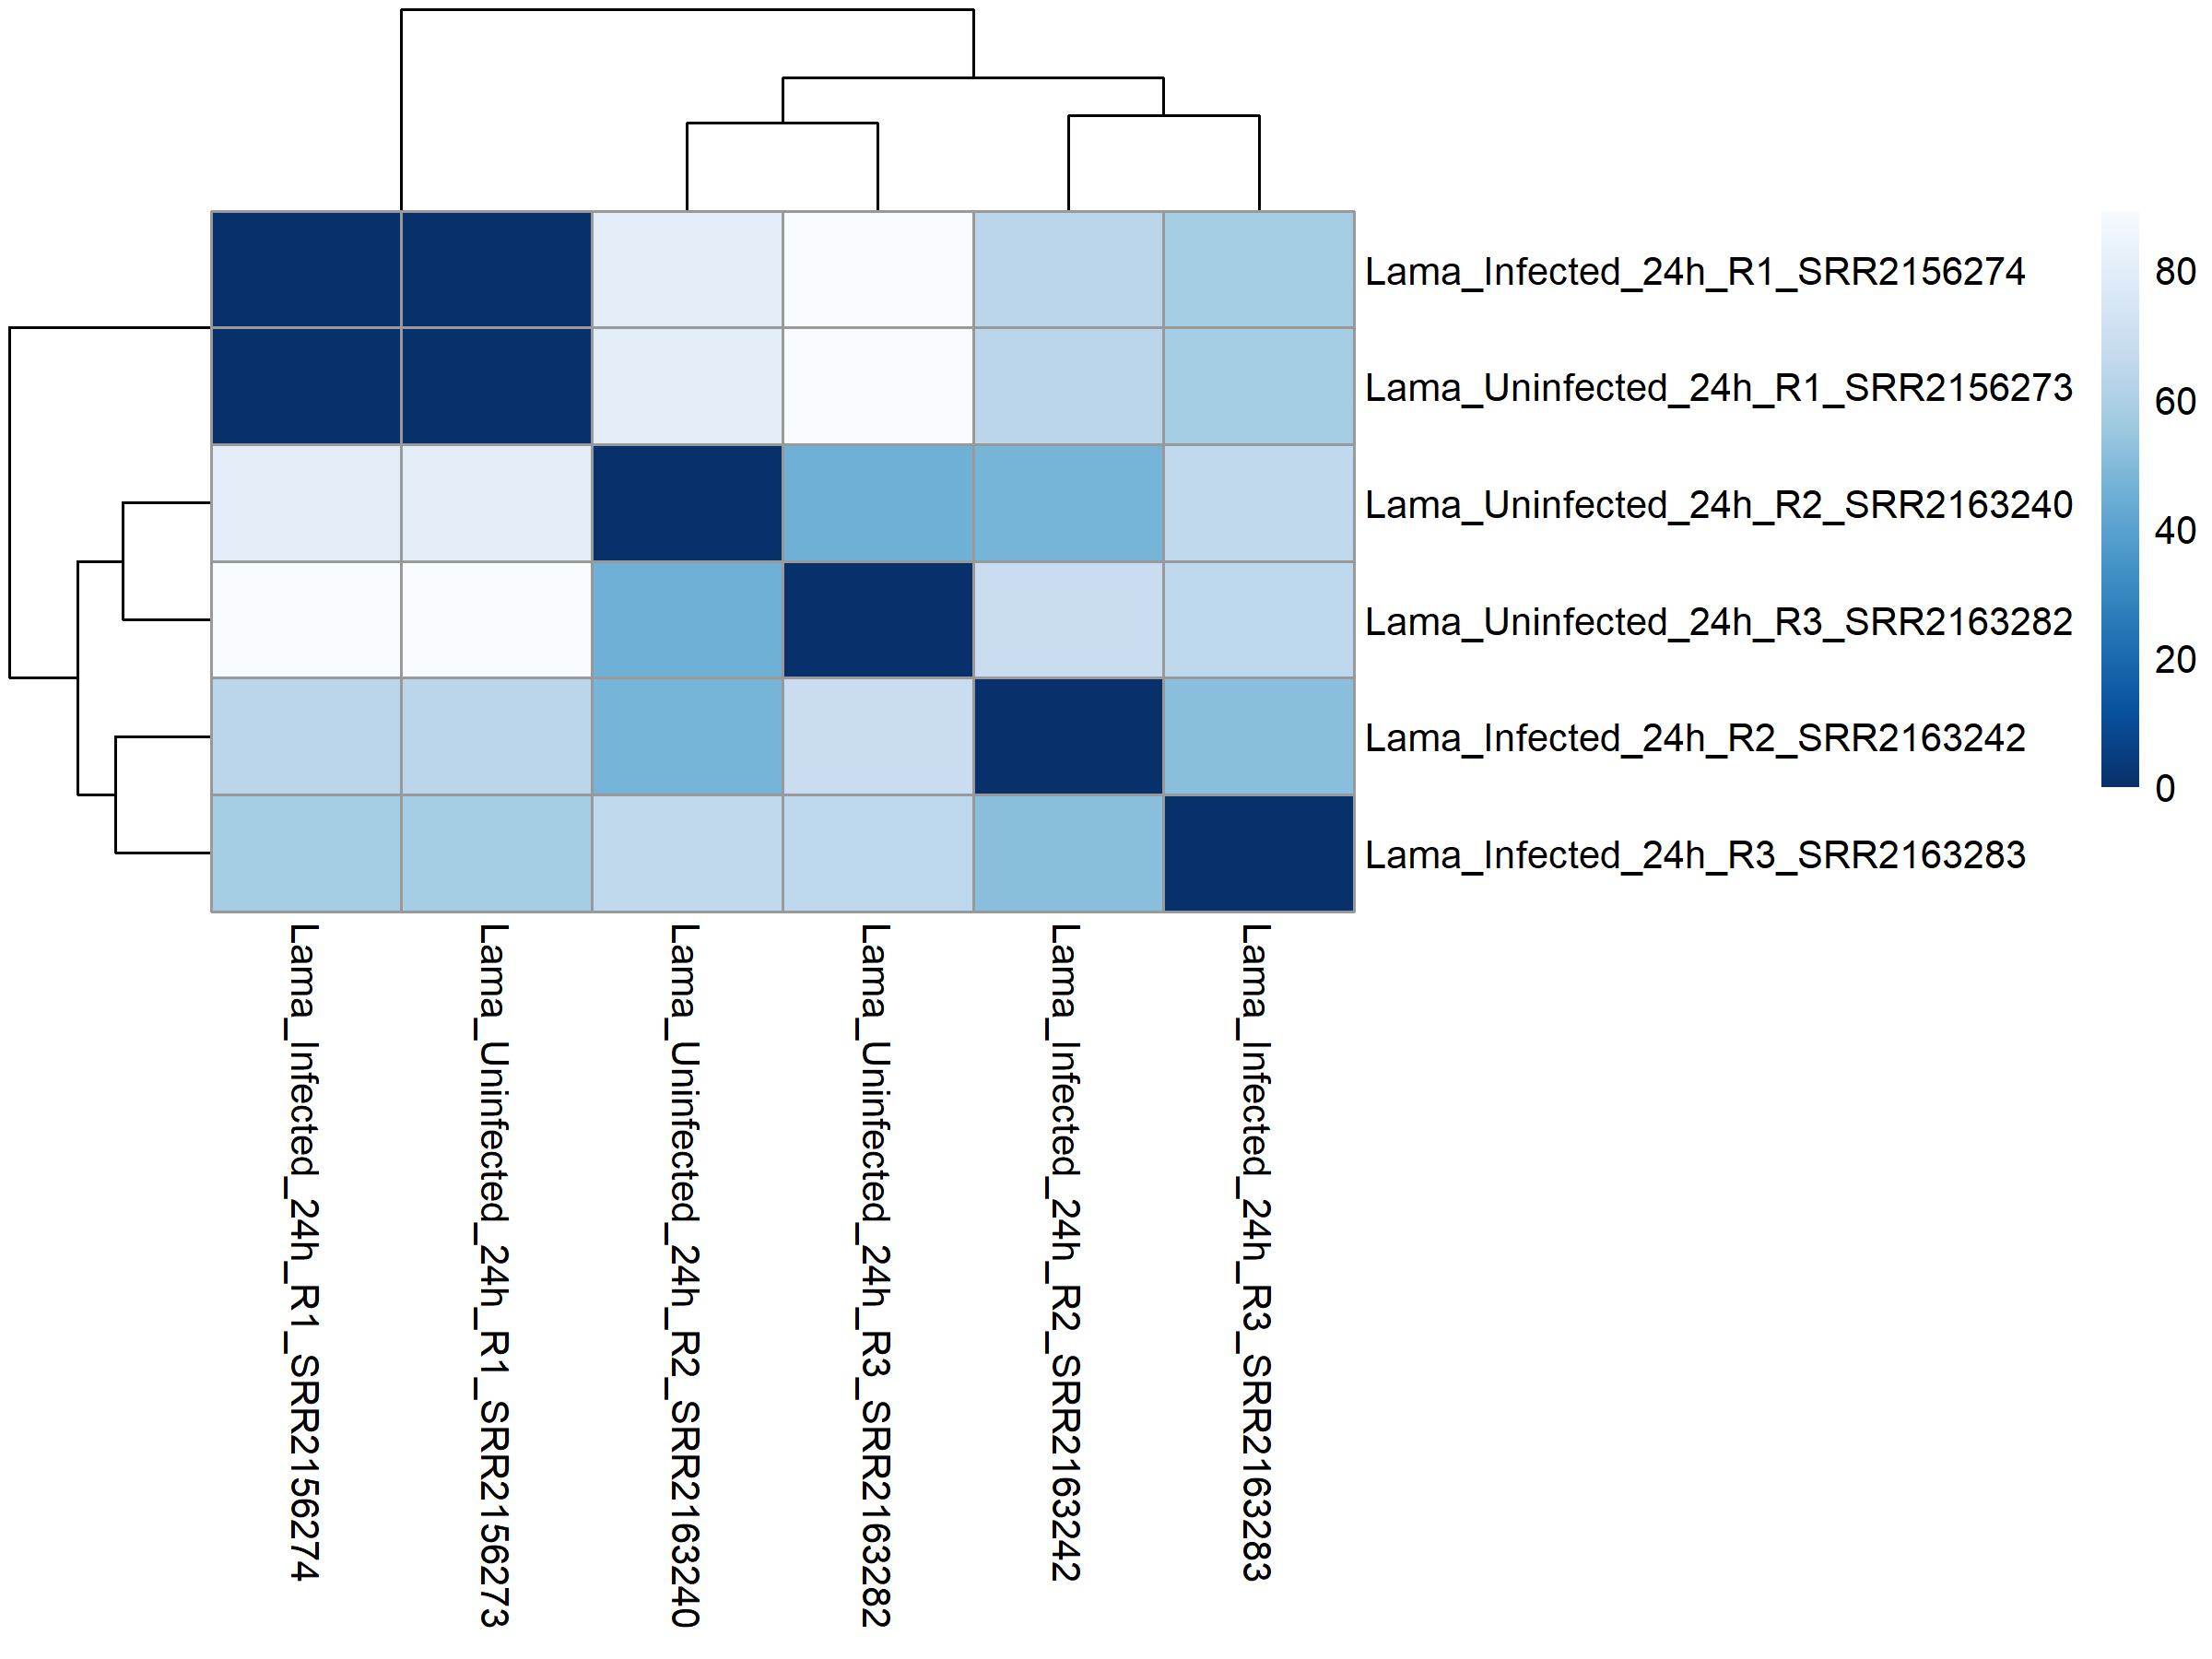 Lama_Infected_24h_R1_SRR2156274
Lama_Uninfected_24h_R1_SRR2156273
Lama_Uninfected_24h_R2_SRR2163240
Lama_Uninfected_24h_R3_SRR2163282
Lama_Infected_24h_R2_SRR2163242
Lama_Infected_24h_R3_SRR2163283
80
60
40
20
0
Lama_Infected_24h_R1_SRR2156274
Lama_Uninfected_24h_R1_SRR2156273
Lama_Uninfected_24h_R2_SRR2163240
Lama_Uninfected_24h_R3_SRR2163282
Lama_Infected_24h_R2_SRR2163242
Lama_Infected_24h_R3_SRR2163283